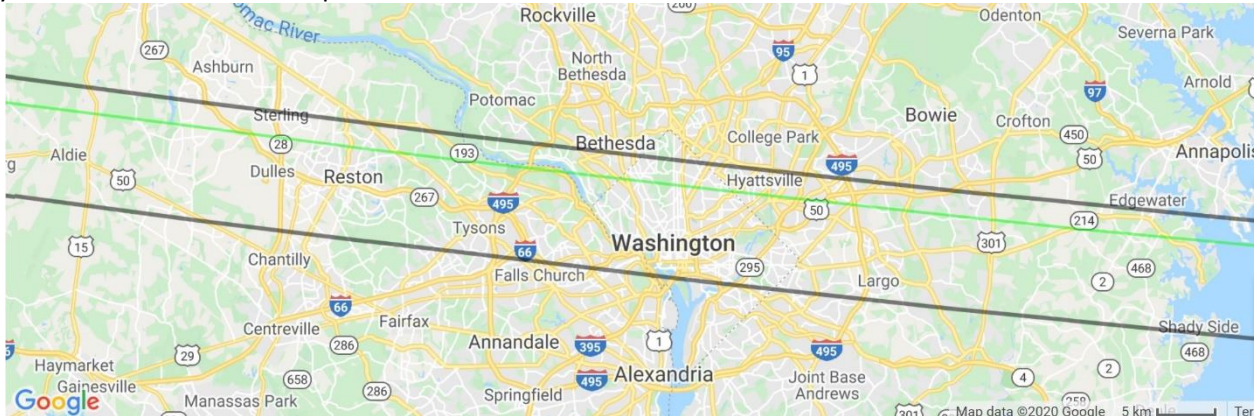 Rockville
Odenton
Severna Park
Potomac River
267
95
1
Ashburn
North
Bethesda
Arnold
97
Potomac
Bowie
Crofton
Sterling
College Park
450
28
Bethesda
50
Annapolis
193
495
Aldie
50
Dulles
Reston
Hyattsville
267
495
50
Edgewater
214
Tysons
15
66
Washington
301
Chantilly
Falls Church
295
Largo
468
2
66
Centreville
Fairfax
Shady Side
29
286
Annandale
395
1
495
468
Haymarket
Gainesville
658
286
495
Alexandria
Joint Base
Andrews
4
2
Manassas Park
Springfield
301
258
Google
Map data ©2020 Google
5 km